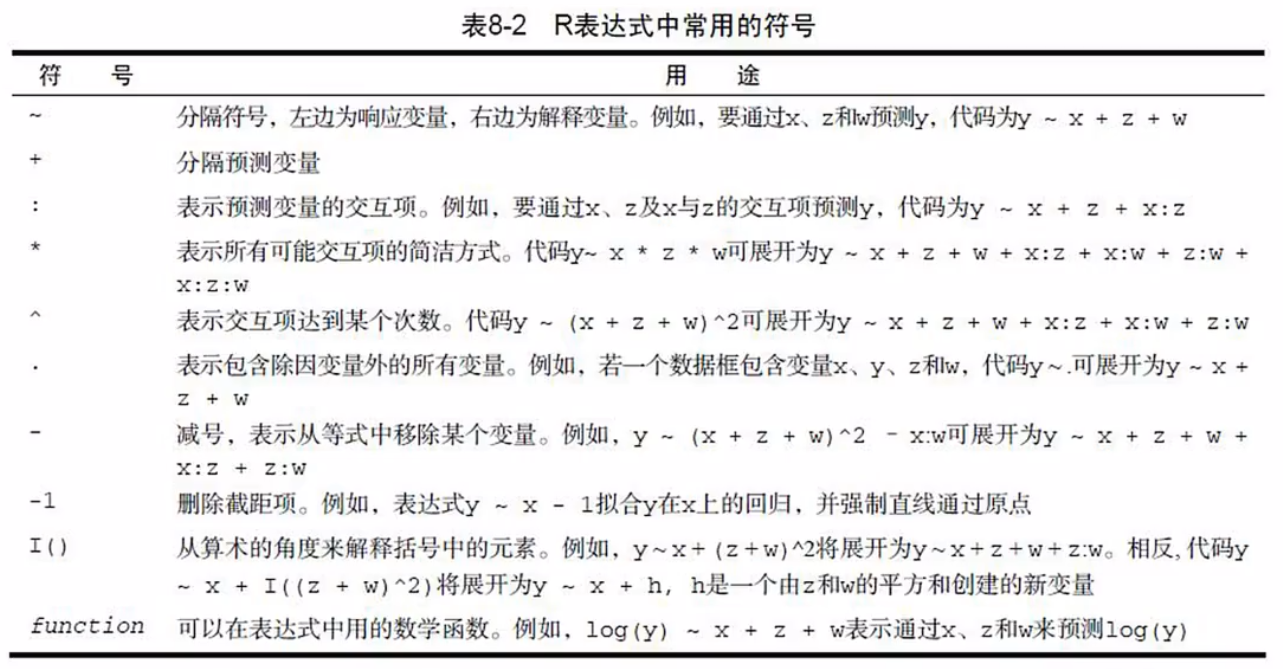 表8-2 R表达式中常用的符号
符 号 用 途
~ 分隔符号，左边为响应变量，右边为解释变量。例如，要通过x、z和w预测y，代码为y ~ x + z + w
+ 分隔预测变量
: 表示预测变量的交互项。例如，要通过x、z及x与z的交互项预测y，代码为y ~ x + z + x:z
* 表示所有可能交互项的简洁方式。代码y~ x * z * w可展开为y ~ x + z + w + x:z + x:w + z:w +
x:z:w
^ 表示交互项达到某个次数。代码y ~ (x + z + w)^2可展开为y ~ x + z + w + x:z + x:w + z:w
. 表示包含除因变量外的所有变量。例如，若一个数据框包含变量x、y、z和w，代码y~.可展开为y ~ x +
z + w
- 减号，表示从等式中移除某个变量。例如，y ~ (x + z + w)^2 – x:w可展开为y ~ x + z + w +
x:z + z:w
-1 删除截距项。例如，表达式y ~ x - 1拟合y在x上的回归，并强制直线通过原点
I() 从算术的角度来解释括号中的元素。例如，y~x+(z+w)^2将展开为y~x+z+w+z:w。相反,代码y
~ x + I((z + w)^2)将展开为y ~ x + h, h是一个由z和w的平方和创建的新变量
function 可以在表达式中用的数学函数。例如，log(y) ~ x + z + w表示通过x、z和w来预测log(y)